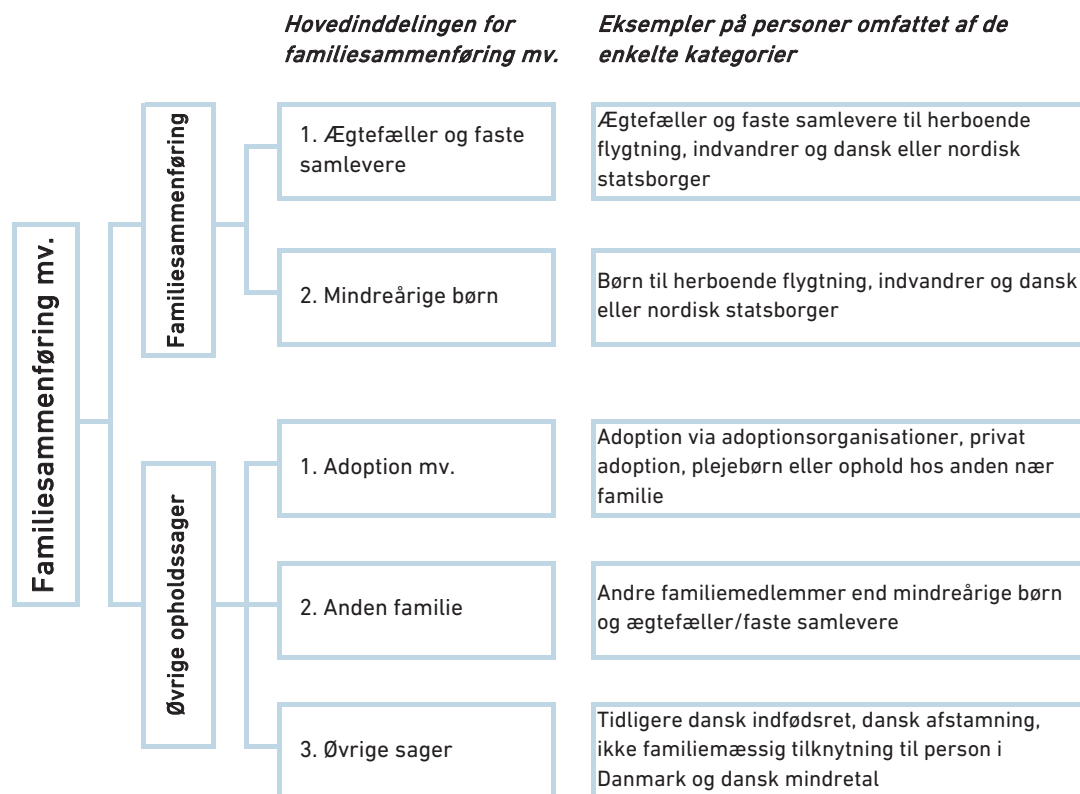 Hovedinddelingen for
familiesammenføring mv.
Eksempler på personer omfattet af de
enkelte kategorier
Familiesammenføring mv.
Familiesammenføring
1. Ægtefæller og faste
samlevere
Ægtefæller og faste samlevere til herboende
flygtning, indvandrer og dansk eller nordisk
statsborger
2. Mindreårige børn
Børn til herboende flygtning, indvandrer og dansk
eller nordisk statsborger
Øvrige opholdssager
1. Adoption mv.
Adoption via adoptionsorganisationer, privat
adoption, plejebørn eller ophold hos anden nær
familie
2. Anden familie
Andre familiemedlemmer end mindreårige børn
og ægtefæller/faste samlevere
3. Øvrige sager
Tidligere dansk indfødsret, dansk afstamning,
ikke familiemæssig tilknytning til person i
Danmark og dansk mindretal